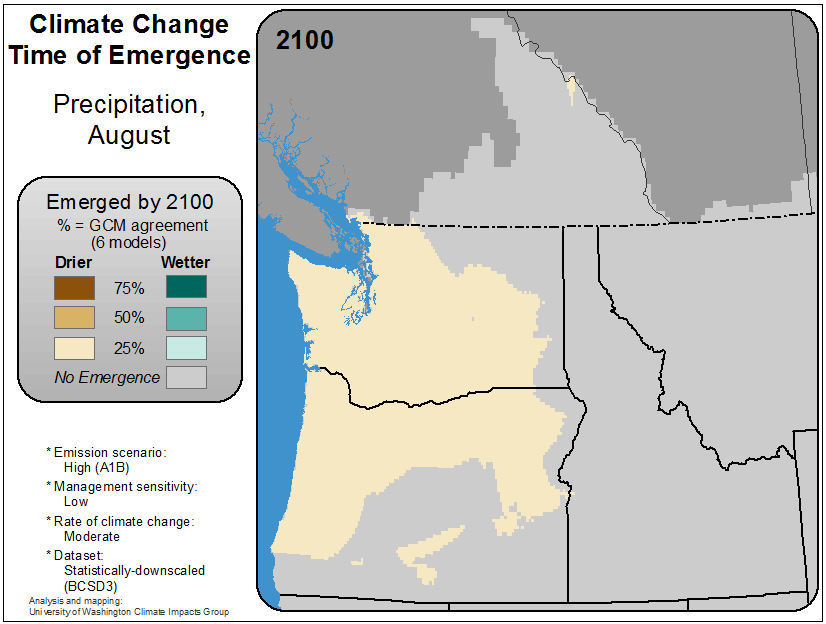 Climate Change
Time of Emergence
Precipitation,
August
2100
Emerged by 2100
% = GCM agreement
(6 models)
Drier Wetter
75%
50%
25%
No Emergence
* Emission scenario:
High (A1B)
* Management sensitivity:
Low
* Rate of climate change:
Moderate
* Dataset:
Statistically-downscaled
(BCSD3)
Analysis and mapping:
University of Washington Climate Impacts Group